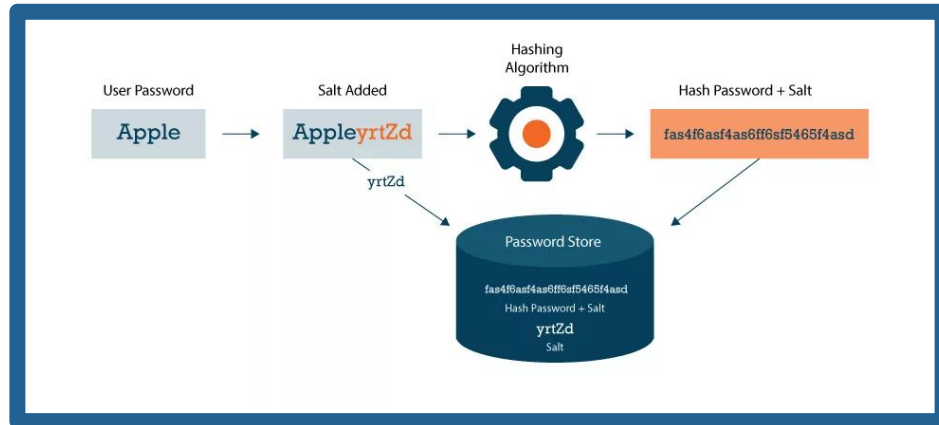 Hashing
Algorithm
User Password
Salt Added
Hash Password + Salt
Apple
AppleyrtZd
fas4f6asf4as6ff6sf5465f4asd
yrtZd
Password Store
fas4f6asf4as6ff6sf5465f4asd
Hash Password + Salt
yrtZd
Salt